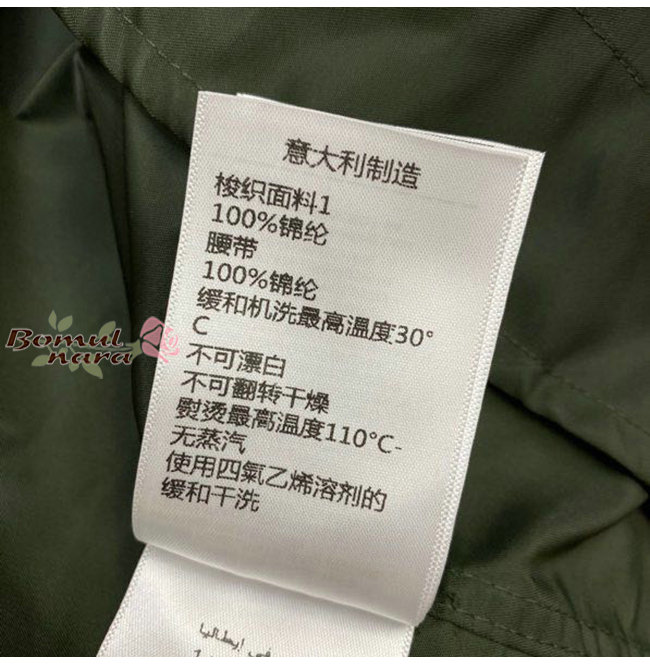 意大利制造
梭织面料1
100%锦纶
腰带
100%锦纶
缓和机洗最高温度30°
C
不可漂白
不可翻转干燥
熨烫最高温度110°C-
无蒸汽
使用四氯乙烯溶剂的
缓和干洗
Bomul
nara
إيطاليا